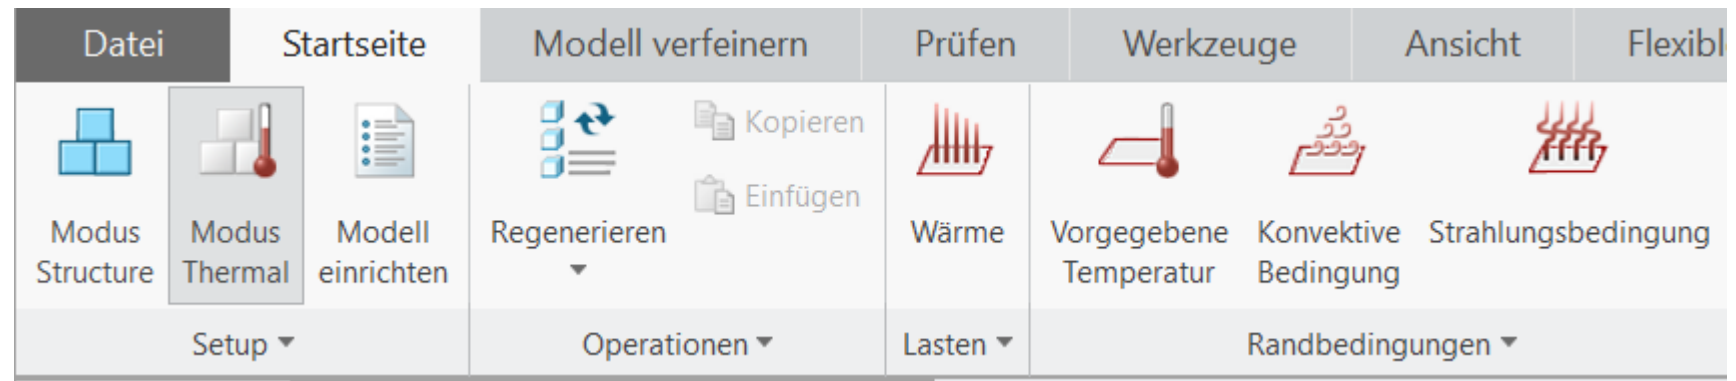 Datei
Startseite
Modell verfeinern
Prüfen
Werkzeuge
Ansicht
Modus
Structure
Modus
Thermal
Modell
einrichten
Setup
Regenerieren
Kopieren
Einfügen
Operationen
Wärme
Lasten
Vorgegebene
Temperatur
Konvektive
Bedingung
Strahlungsbedingung
Randbedingungen